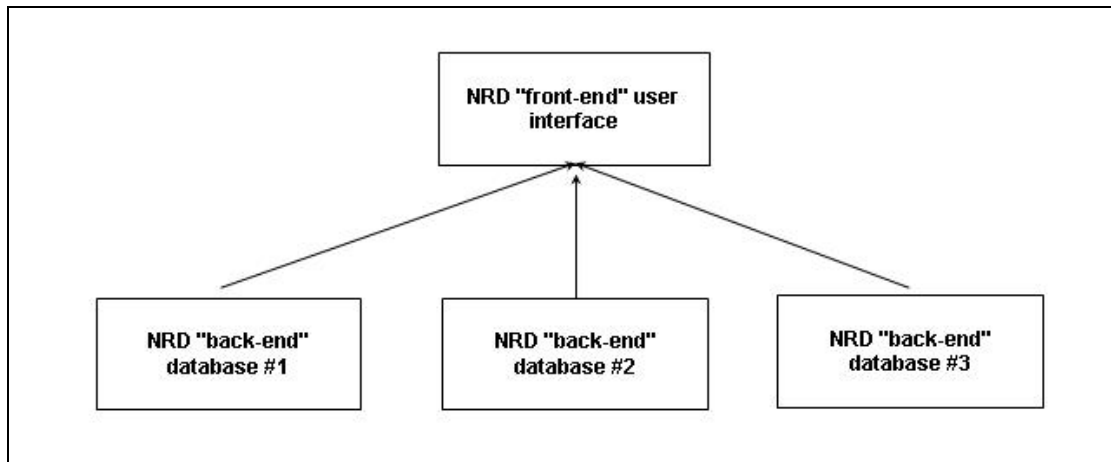 NRD "front-end" user
interface
NRD "back-end"
database #1
NRD "back-end"
database #2
NRD "back-end"
database #3